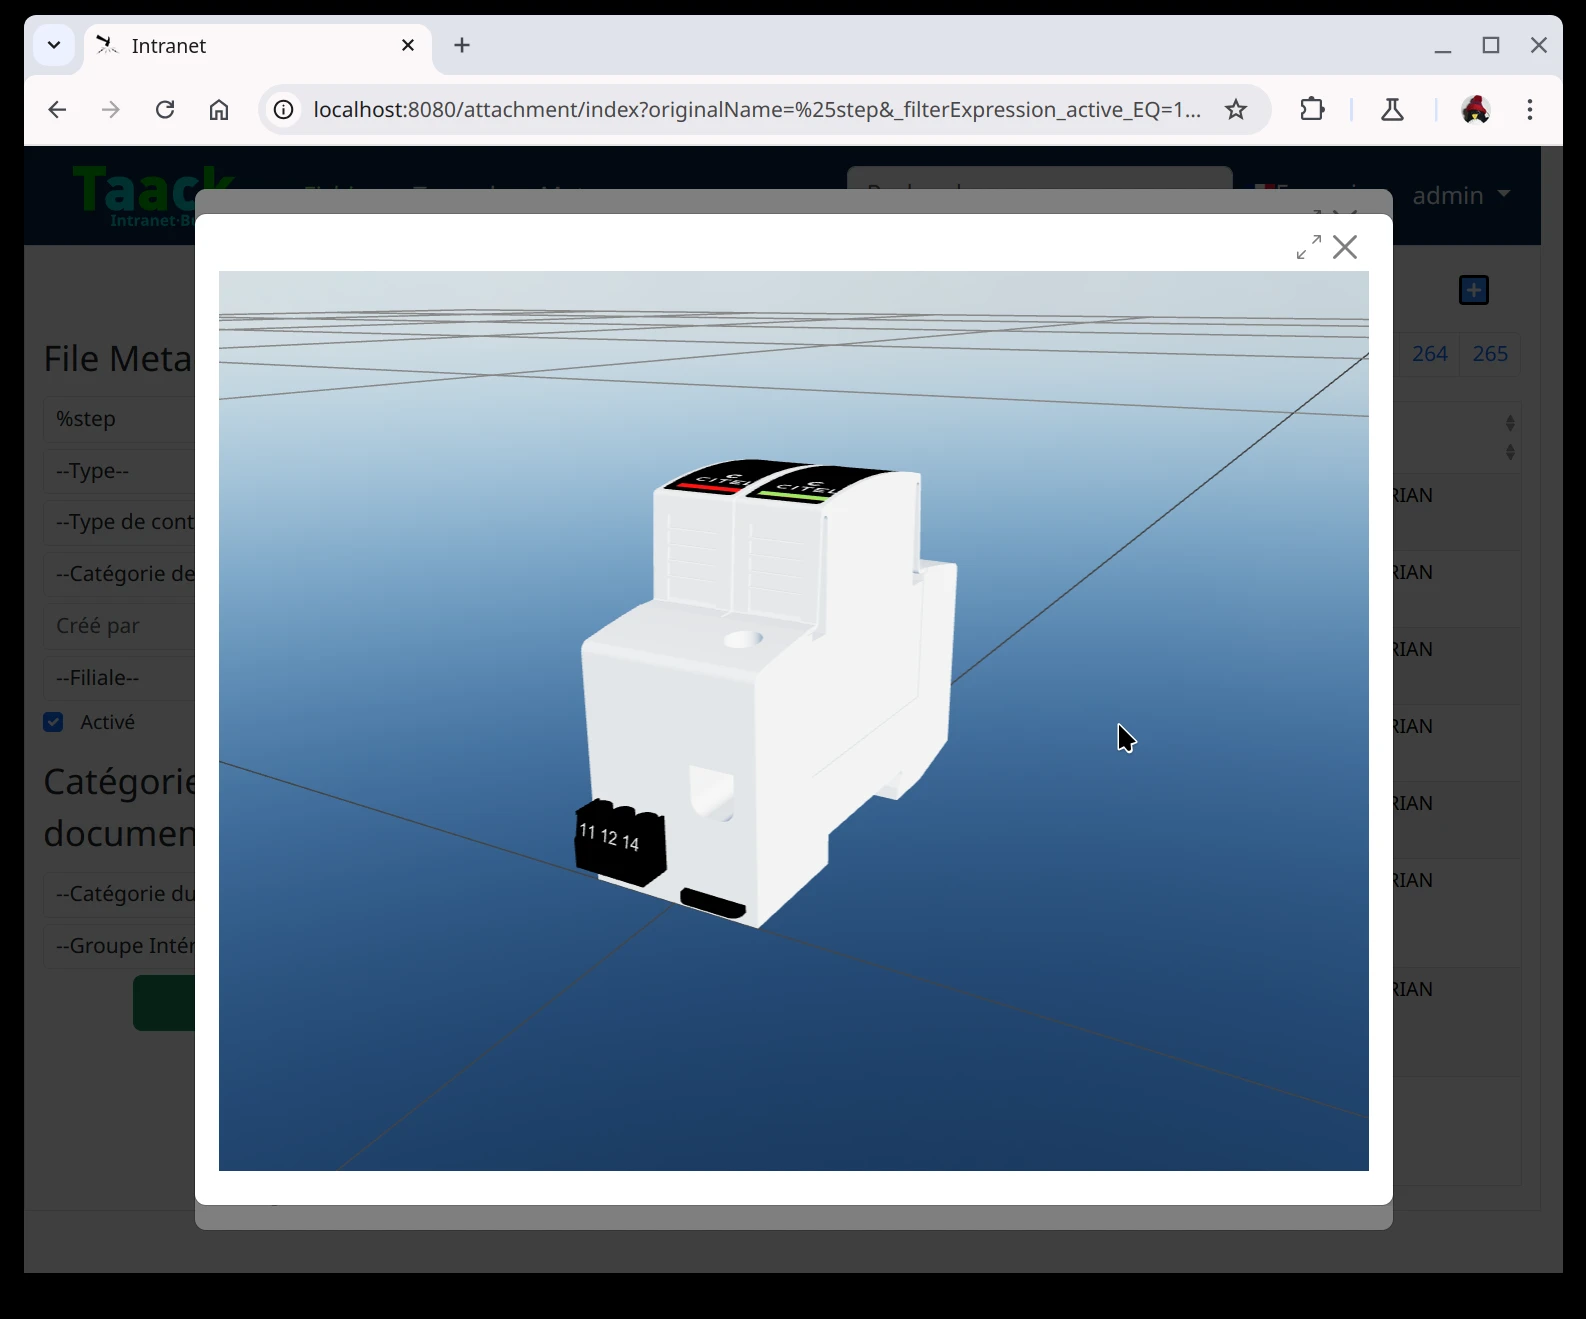 Intranet
localhost:8080/attachment/index?originalName=%25step&_filterExpression_active_EQ=1...
Taack
admin
File Meta
264 265
%step
--Type--
--Type de cont
--Catégorie de
Créé par
--Filiale--
Activé
Catégorie
documen
--Catégorie du
--Groupe Intér
RIAN
RIAN
RIAN
RIAN
RIAN
RIAN
RIAN
C
CITEL
C
CITEL
11 12 14